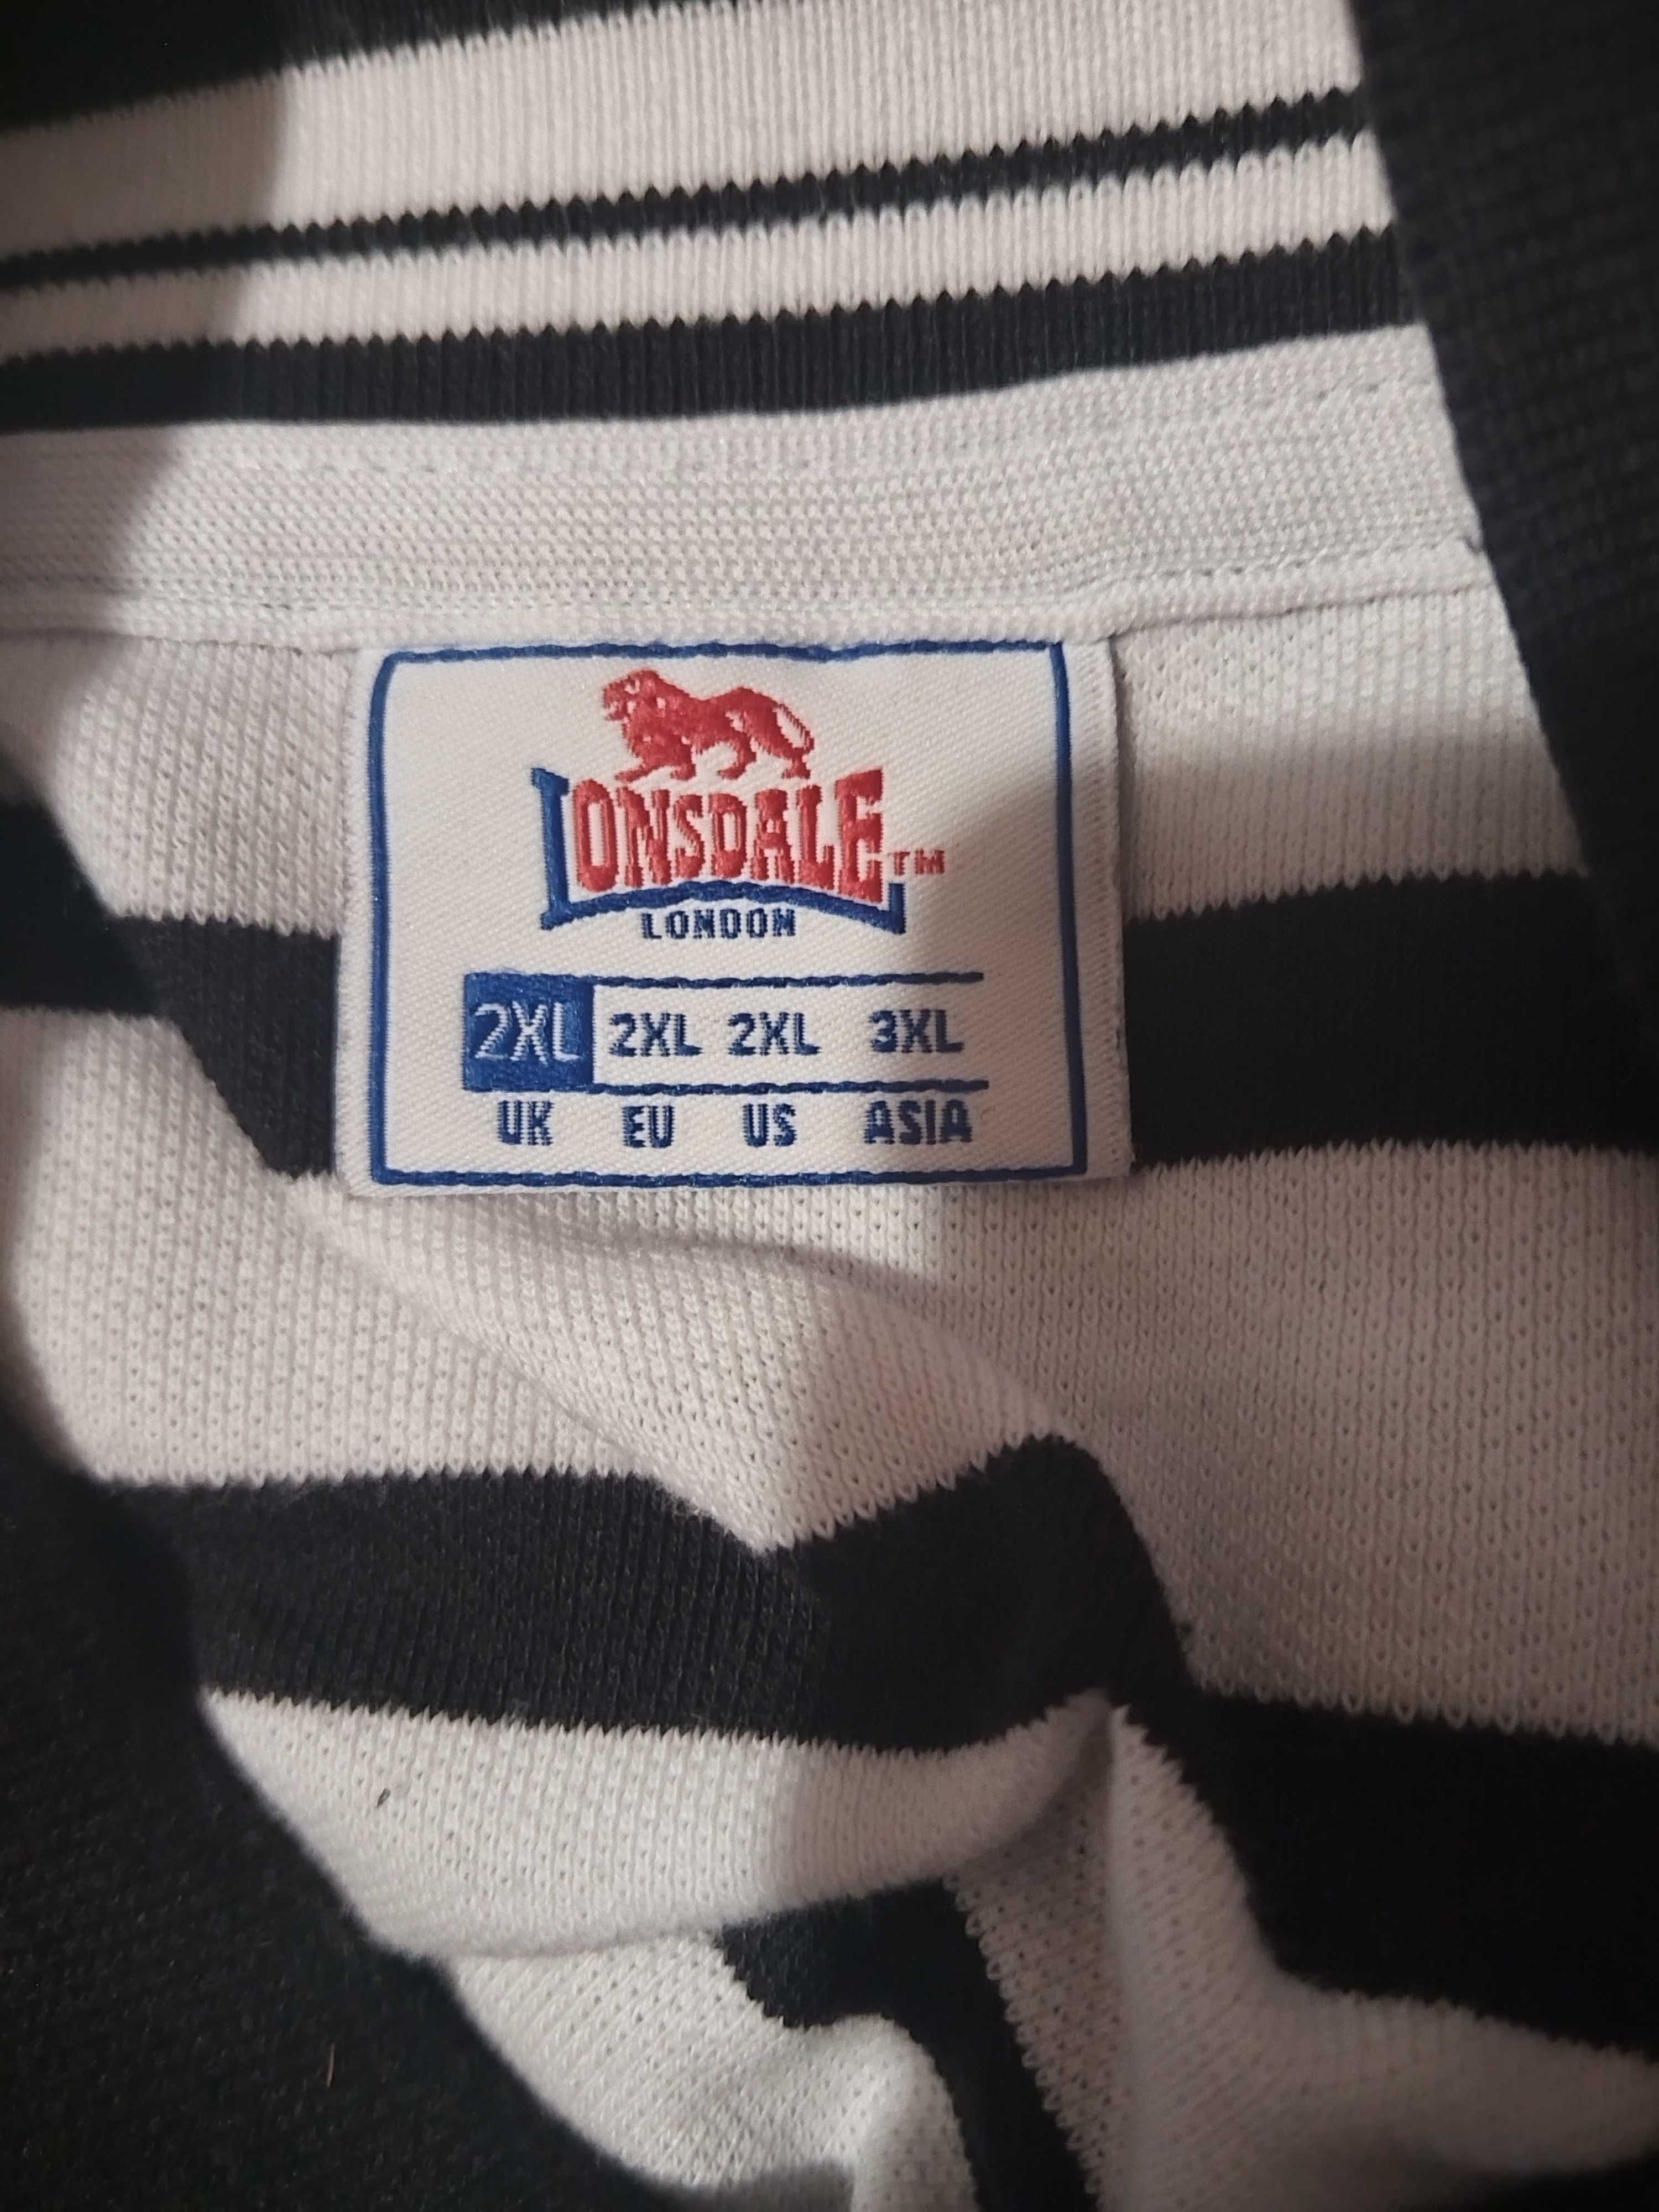 LONSDALE™
LONDON
2XL 2XL 2XL 3XL
UK EU US ASIA